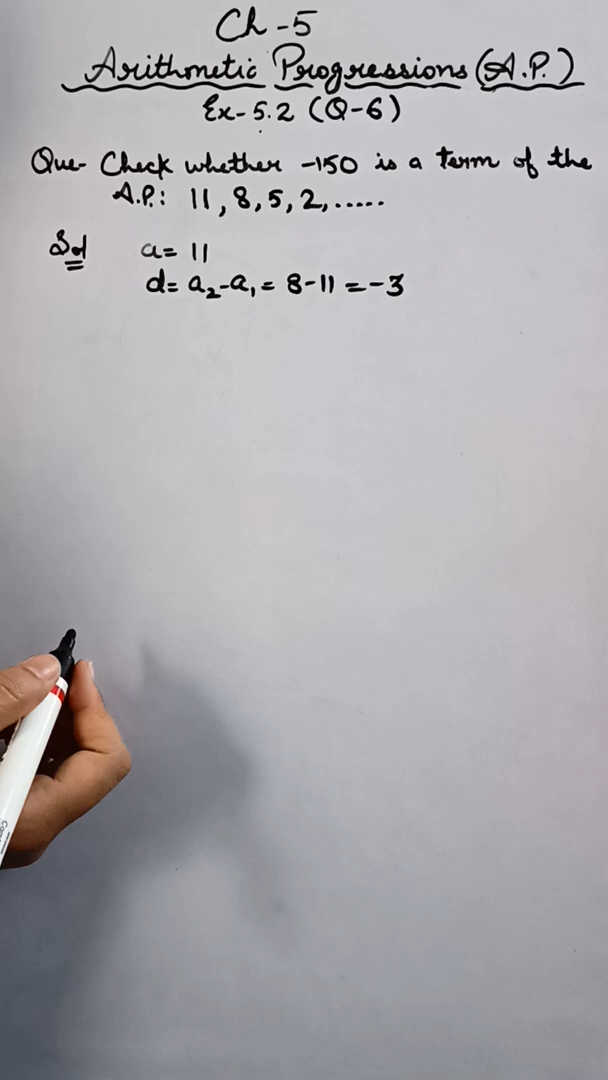 Ch-5
Arithmetic Progressions (A.P.)
Ex-5.2 (Q-6)
Que- Check whether -150 is a term of the
A.P.: 11, 8, 5, 2, .....
Sol a= 11
d= a₂-a₁ = 8-11 = -3